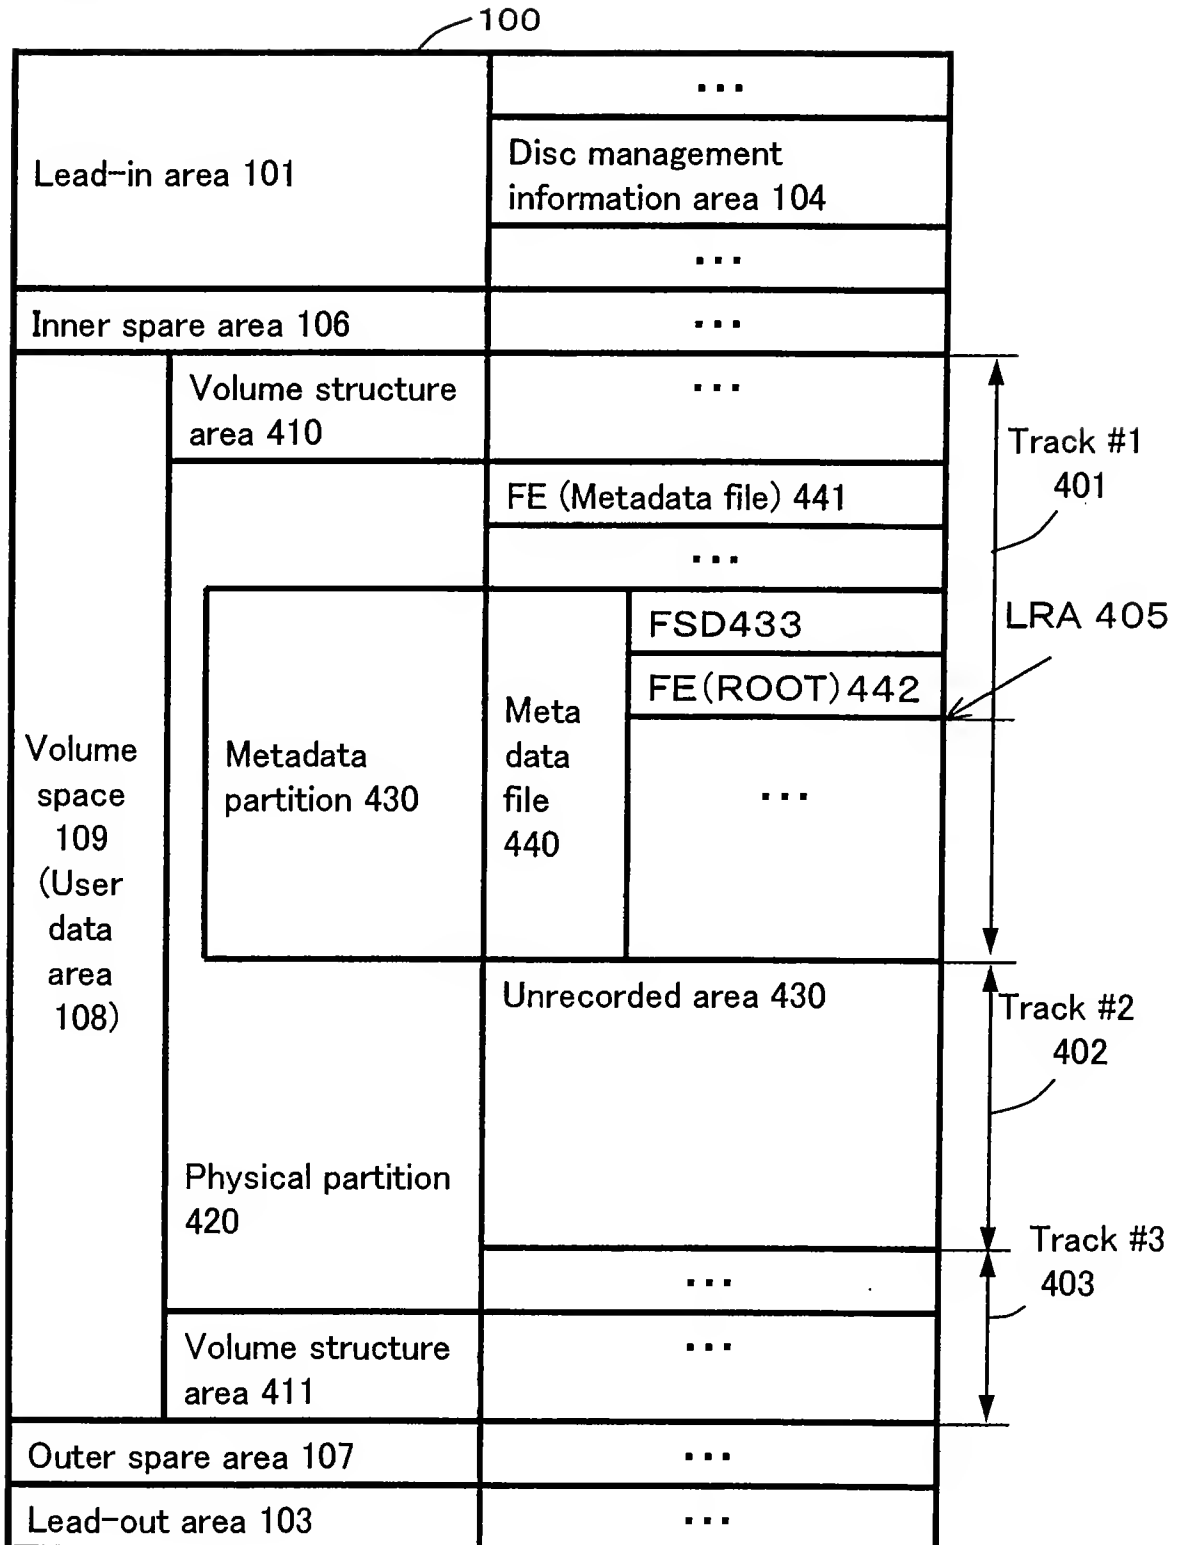 100
...
Lead-in area 101
Disc management
information area 104
...
Inner spare area 106
...
Volume structure
area 410
...
Track #1
401
FE (Metadata file) 441
...
FSD433
LRA 405
FE(ROOT)442
Meta
data
file
440
Volume
space
109
(User
data
area
108)
Metadata
partition 430
...
Unrecorded area 430
Track #2
402
Physical partition
420
Track #3
403
...
Volume structure
area 411
...
Outer spare area 107
...
Lead-out area 103
...